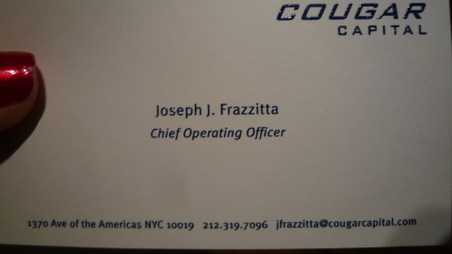 COUGAR
CAPITAL
Joseph J. Frazzitta
Chief Operating Officer
1370 Ave of the Americas NYC 10019 212.319.7096 jfrazzitta@cougarcapital.com